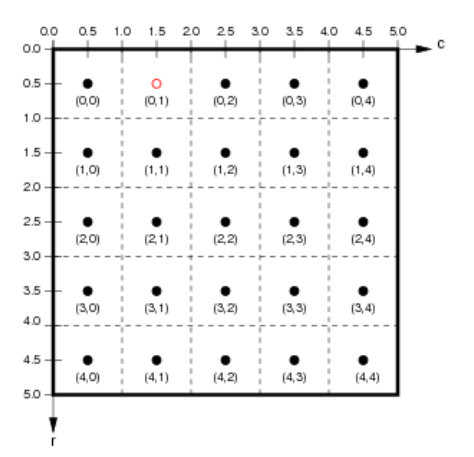 0.0 0.5 1.0 1.5 2.0 2.5 3.0 3.5 4.0 4.5 5.0
c
0.0
0.5
(0,0) (0,1) (0,2) (0,3) (0,4)
1.0
1.5
(1,0) (1,1) (1,2) (1,3) (1,4)
2.0
2.5
(2,0) (2,1) (2,2) (2,3) (2,4)
3.0
3.5
(3,0) (3,1) (3,2) (3,3) (3,4)
4.0
4.5
(4,0) (4,1) (4,2) (4,3) (4,4)
5.0
r